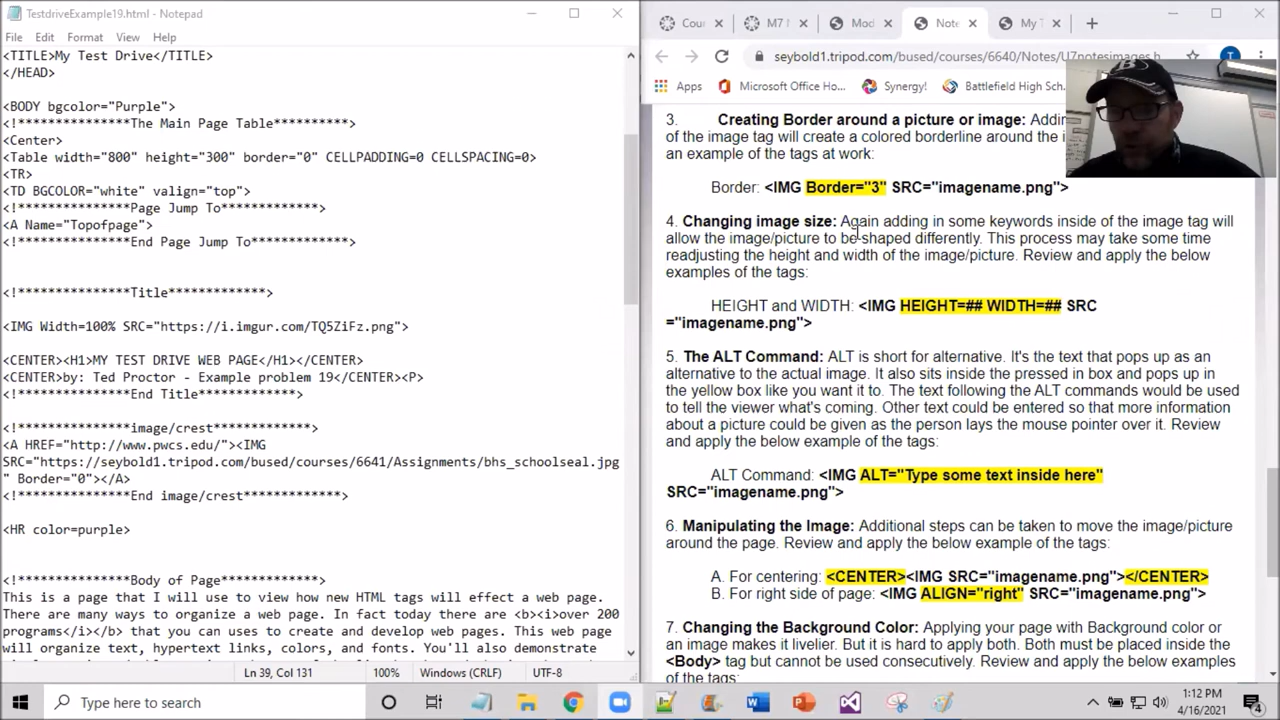 TestdriveExample19.html - Notepad
File Edit Format View Help
<TITLE>My Test Drive</TITLE>
</HEAD>
<BODY bgcolor="Purple">
<!***************The Main Page Table**********>
<Center>
<Table width="800" height="300" border="0" CELLPADDING=0 CELLSPACING=0>
<TR>
<TD BGCOLOR="white" valign="top">
<!***************Page Jump To************>
<A Name="Topofpage">
<!***************End Page Jump To************>
<!***************Title************>
<IMG Width=100% SRC="https://i.imgur.com/TQ5ZiFz.png">
<CENTER><H1>MY TEST DRIVE WEB PAGE</H1></CENTER>
<CENTER>by: Ted Proctor - Example problem 19</CENTER><P>
<!***************End Title************>
<!***************image/crest************>
<A HREF="http://www.pwcs.edu/"><IMG
SRC="https://seybold1.tripod.com/bused/courses/6641/Assignments/bhs_schoolseal.jpg
" Border="0"></A>
<!***************End image/crest************>
<HR color=purple>
<!***************Body of Page************>
This is a page that I will use to view how new HTML tags will effect a web page.
There are many ways to organize a web page. In fact today there are <b><i>over 200
programs</i></b> that you can uses to create and develop web pages. This web page
will organize text, hypertext links, colors, and fonts. You'll also demonstrate
Ln 39, Col 131 100% Windows (CRLF) UTF-8
Cou M7 N Mod Note My T
seybold1.tripod.com/bused/courses/6640/Notes/U7notesimages.h
Apps Microsoft Office Ho... Synergy! Battlefield High Sch.
3. Creating Border around a picture or image: Addin
of the image tag will create a colored borderline around the i
an example of the tags at work:
Border: <IMG Border="3" SRC="imagename.png">
4. Changing image size: Again adding in some keywords inside of the image tag will
allow the image/picture to be shaped differently. This process may take some time
readjusting the height and width of the image/picture. Review and apply the below
examples of the tags:
HEIGHT and WIDTH: <IMG HEIGHT=## WIDTH=## SRC
="imagename.png">
5. The ALT Command: ALT is short for alternative. It's the text that pops up as an
alternative to the actual image. It also sits inside the pressed in box and pops up in
the yellow box like you want it to. The text following the ALT commands would be used
to tell the viewer what's coming. Other text could be entered so that more information
about a picture could be given as the person lays the mouse pointer over it. Review
and apply the below example of the tags:
ALT Command: <IMG ALT="Type some text inside here"
SRC="imagename.png">
6. Manipulating the Image: Additional steps can be taken to move the image/picture
around the page. Review and apply the below example of the tags:
A. For centering: <CENTER><IMG SRC="imagename.png"></CENTER>
B. For right side of page: <IMG ALIGN="right" SRC="imagename.png">
7. Changing the Background Color: Applying your page with Background color or
an image makes it livelier. But it is hard to apply both. Both must be placed inside the
<Body> tag but cannot be used consecutively. Review and apply the below examples
of the tags:
Type here to search
1:12 PM
4/16/2021
4